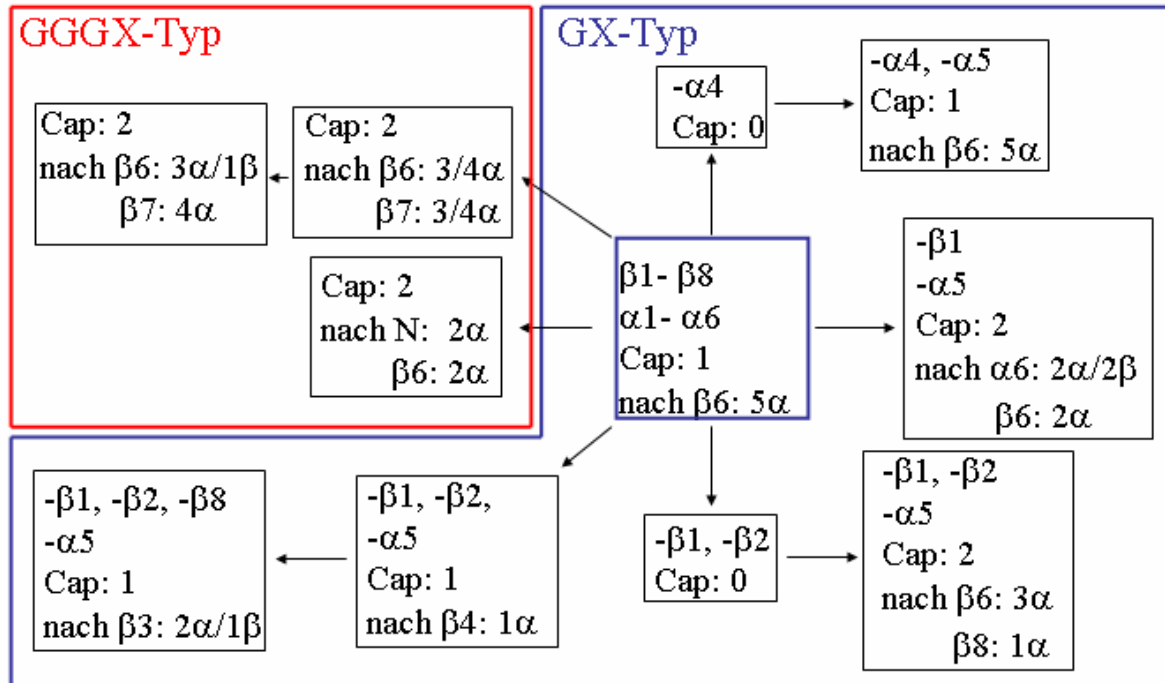 GGGX-Typ
GX-Typ
Cap: 2
nach β6: 3α/1β
β7: 4α
Cap: 2
nach β6: 3/4α
β7: 3/4α
Cap: 2
nach N: 2α
β6: 2α
-α4
Cap: 0
-α4, -α5
Cap: 1
nach β6: 5α
β1- β8
α1- α6
Cap: 1
nach β6: 5α
-β1
-α5
Cap: 2
nach α6: 2α/2β
β6: 2α
-β1, -β2, -β8
-α5
Cap: 1
nach β3: 2α/1β
-β1, -β2,
-α5
Cap: 1
nach β4: 1α
-β1, -β2
Cap: 0
-β1, -β2
-α5
Cap: 2
nach β6: 3α
β8: 1α